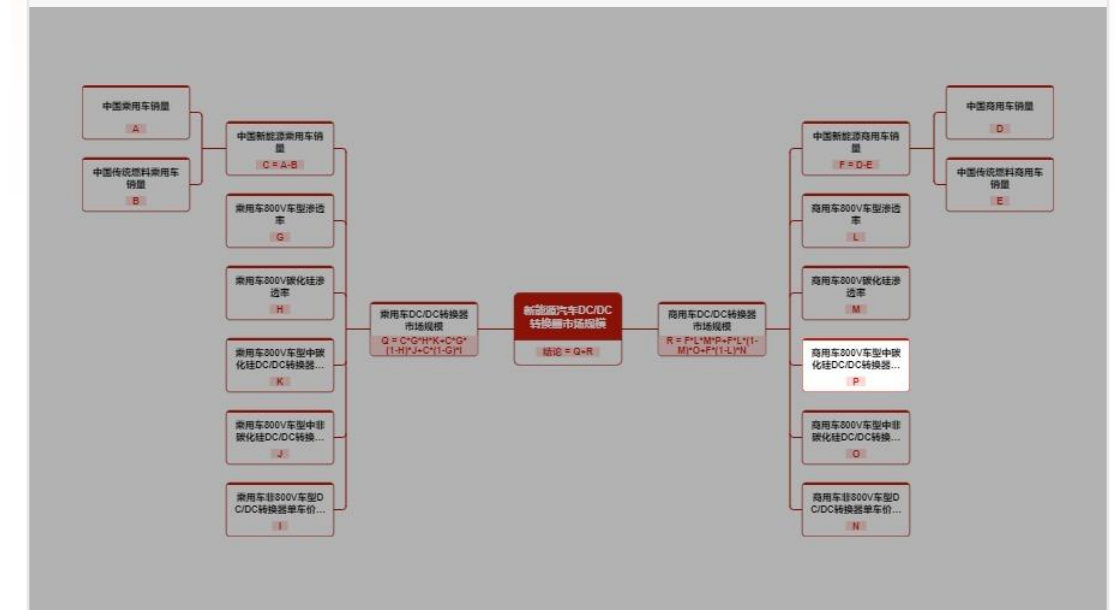 中国乘用车销量
A
中国传统燃料乘用车
销量
B
中国新能源乘用车销
量
C = A-B
乘用车800V车型渗透
率
G
乘用车800V碳化硅渗
透率
H
乘用车800V车型中碳
化硅DC/DC转换器...
K
乘用车800V车型中非
碳化硅DC/DC转换...
J
乘用车非800V车型D
C/DC转换器单车价...
I
乘用车DC/DC转换器
市场规模
Q = C*G*H*K+C*G*
(1-H)*J+C*(1-G)*I
新能源汽车DC/DC
转换器市场规模
结论 = Q+R
商用车DC/DC转换器
市场规模
R = F*L*M*P+F*L*(1-
M)*O+F*(1-L)*N
中国新能源商用车销
量
F = D-E
商用车800V车型渗透
率
L
商用车800V碳化硅渗
透率
M
商用车800V车型中碳
化硅DC/DC转换器...
P
商用车800V车型中非
碳化硅DC/DC转换...
O
商用车非800V车型D
C/DC转换器单车价...
N
中国商用车销量
D
中国传统燃料商用车
销量
E